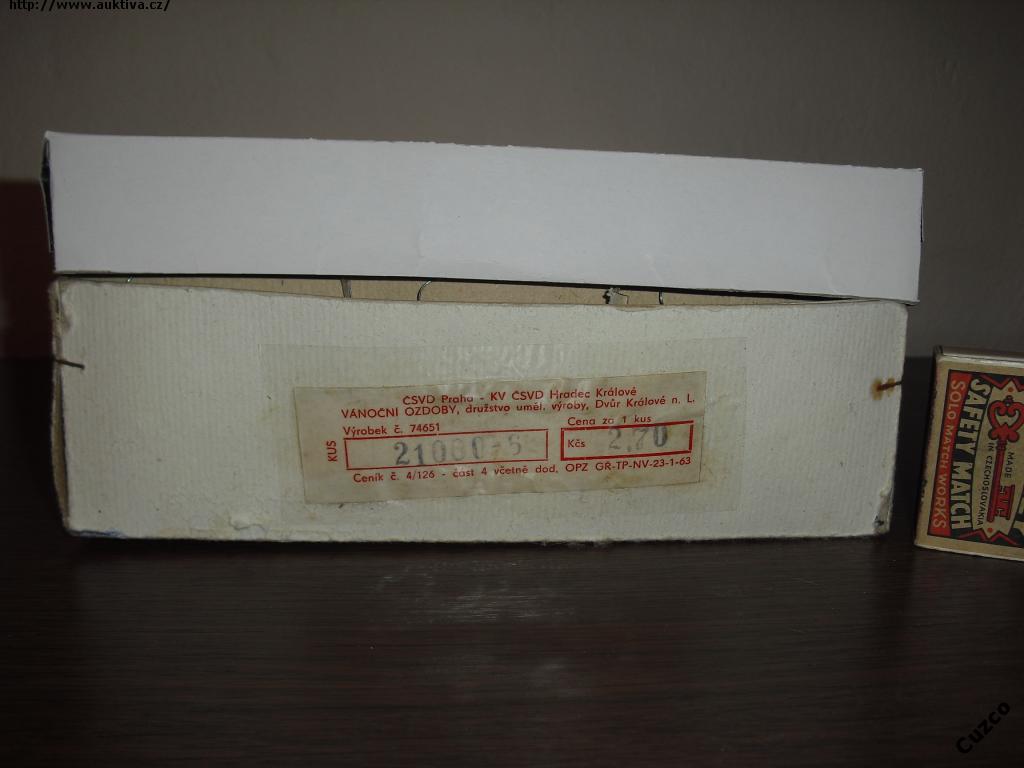 http://www.auktiva.cz/
ČSVD Praha - KV ČSVD Hradec Králové
VÁNOČNÍ OZDOBY, družstvo uměl. výroby, Dvůr Králové n. L.
Výrobek č. 74651
Cena za 1 kus
KUS
21080-5
Kčs 2,70
Ceník č. 4/126 - část 4 včetně dod. OPZ GR-TP-NV-23-1-63
SAFETY MATCH
SOLO MATCH WORKS
MADE
IN CZECHOSLOVAKIA
Cuzco